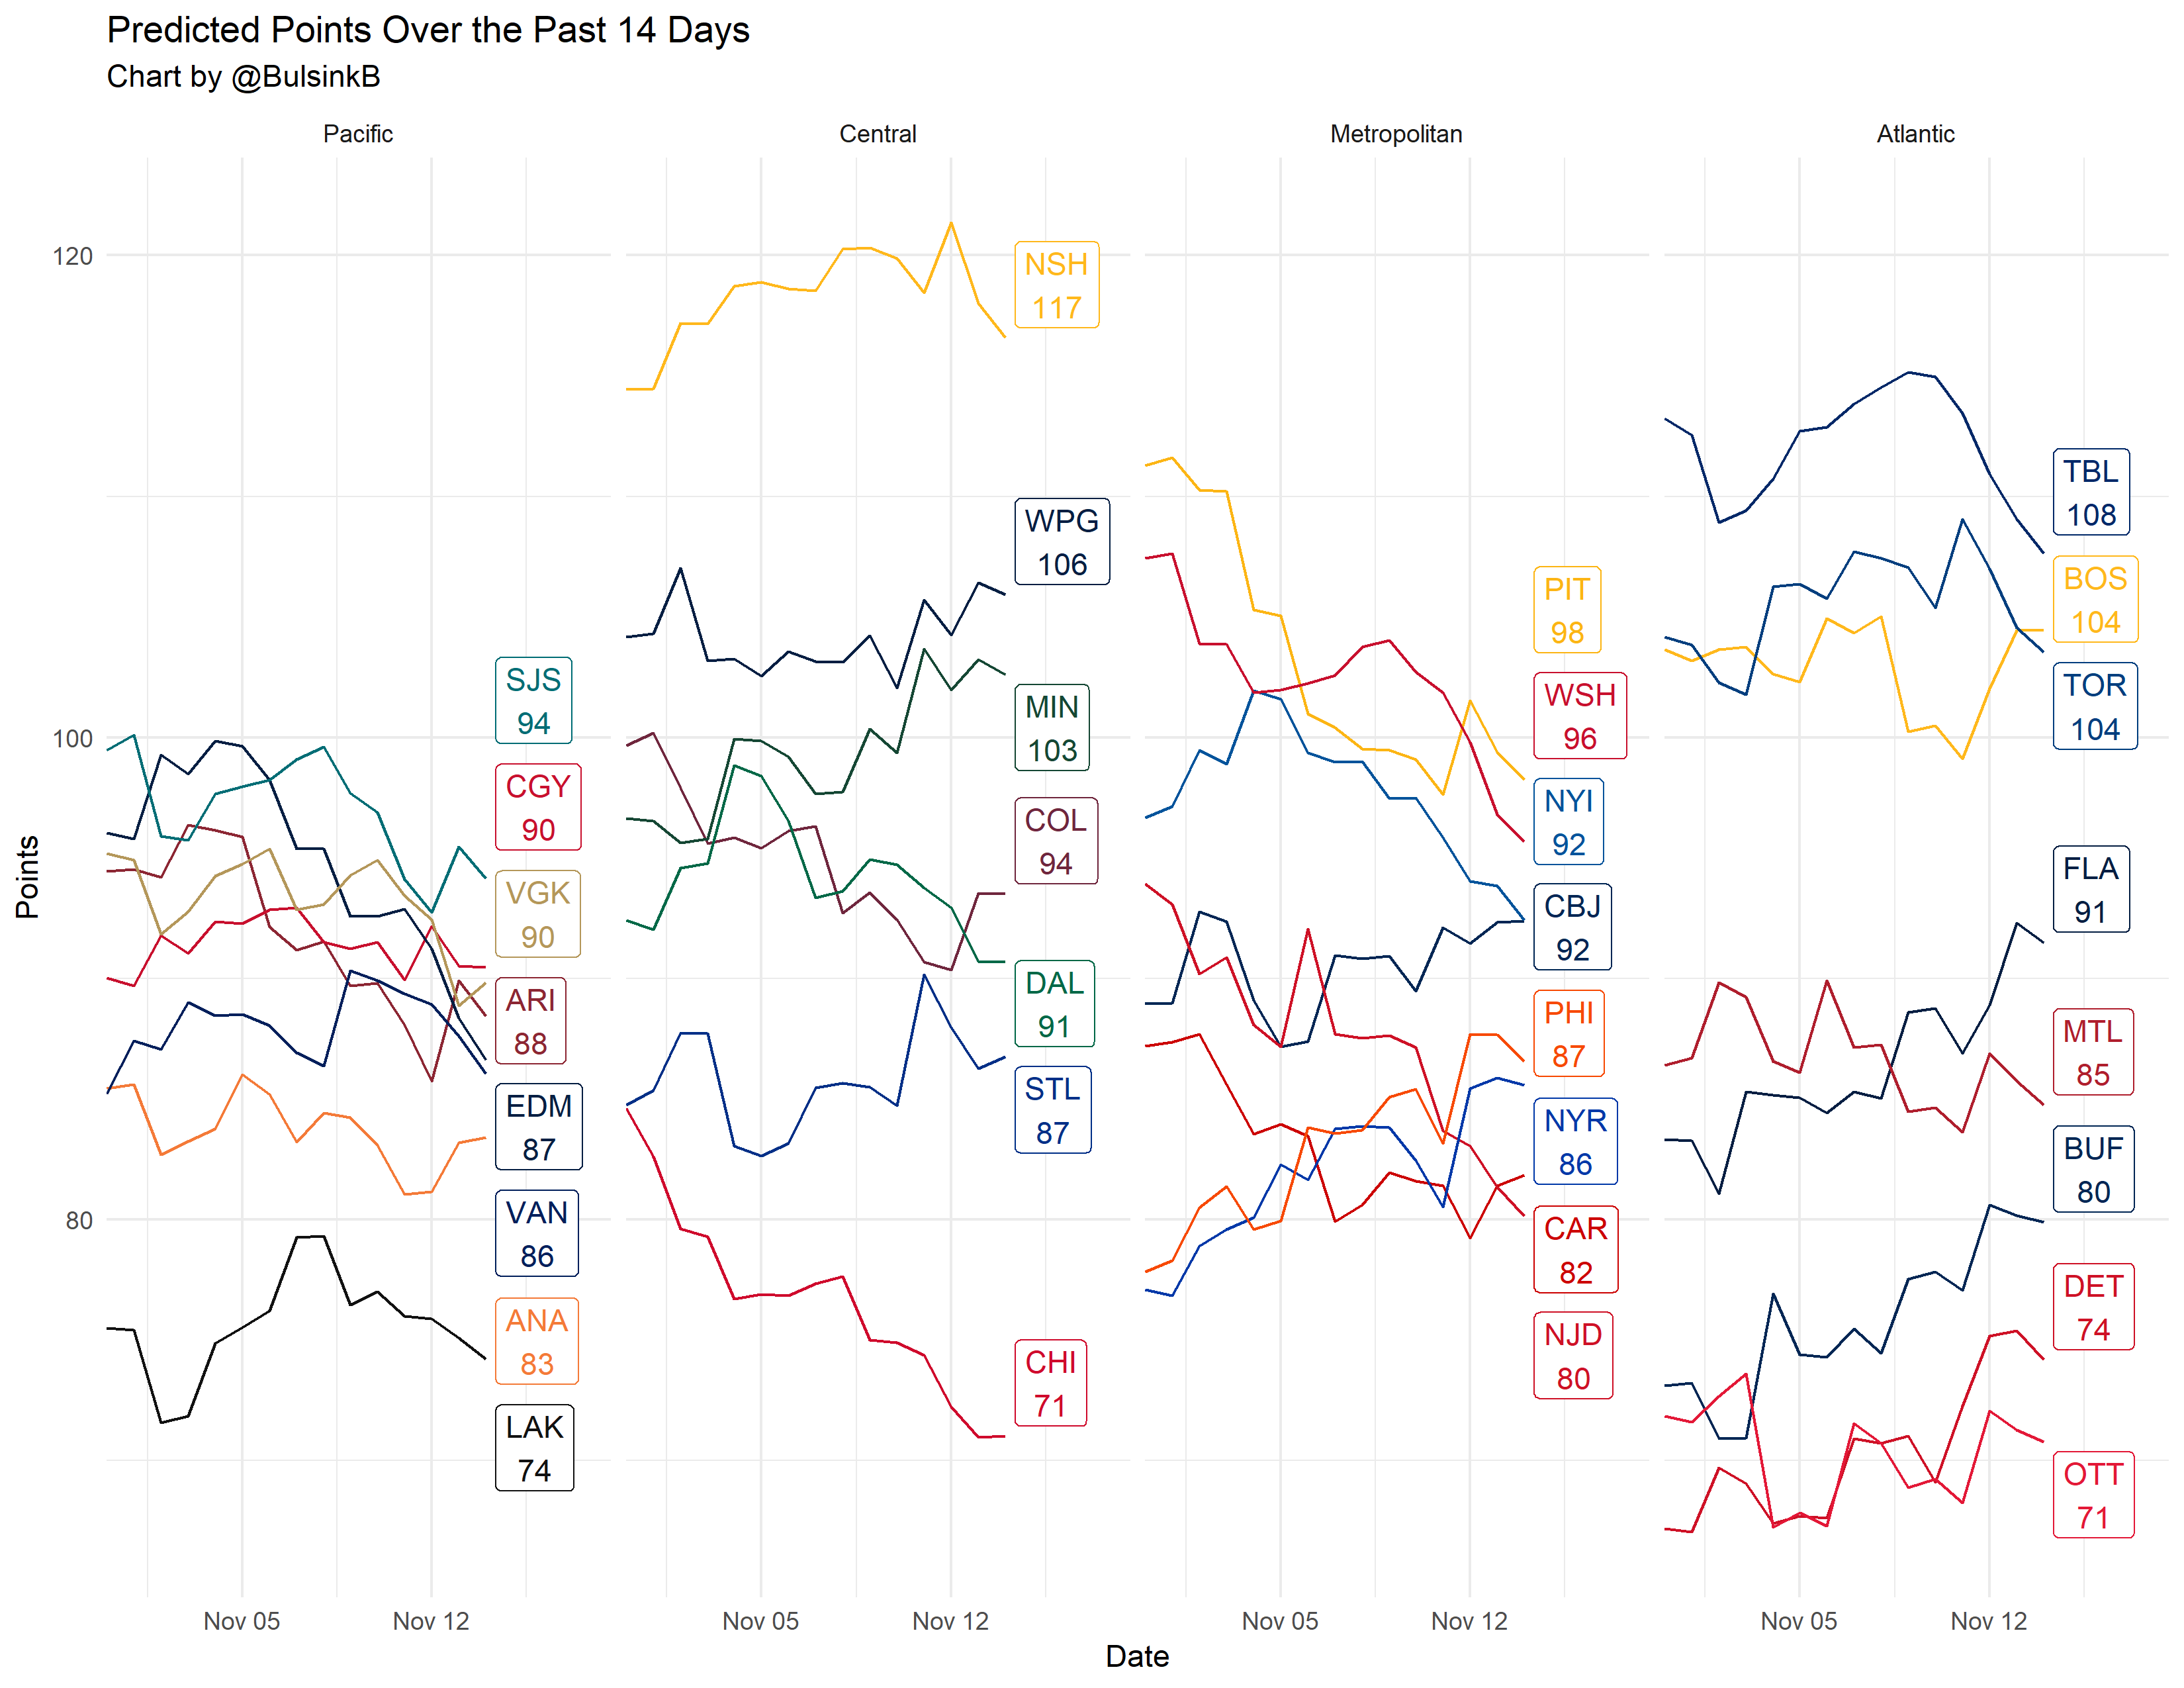 Predicted Points Over the Past 14 Days
Chart by @BulsinkB
Pacific
Central
Metropolitan
Atlantic
Points
120
100
80
SJS
94
CGY
90
VGK
90
ARI
88
EDM
87
VAN
86
ANA
83
LAK
74
NSH
117
WPG
106
MIN
103
COL
94
DAL
91
STL
87
CHI
71
PIT
98
WSH
96
NYI
92
CBJ
92
PHI
87
NYR
86
CAR
82
NJD
80
TBL
108
BOS
104
TOR
104
FLA
91
MTL
85
BUF
80
DET
74
OTT
71
Nov 05
Nov 12
Nov 05
Nov 12
Nov 05
Nov 12
Nov 05
Nov 12
Date